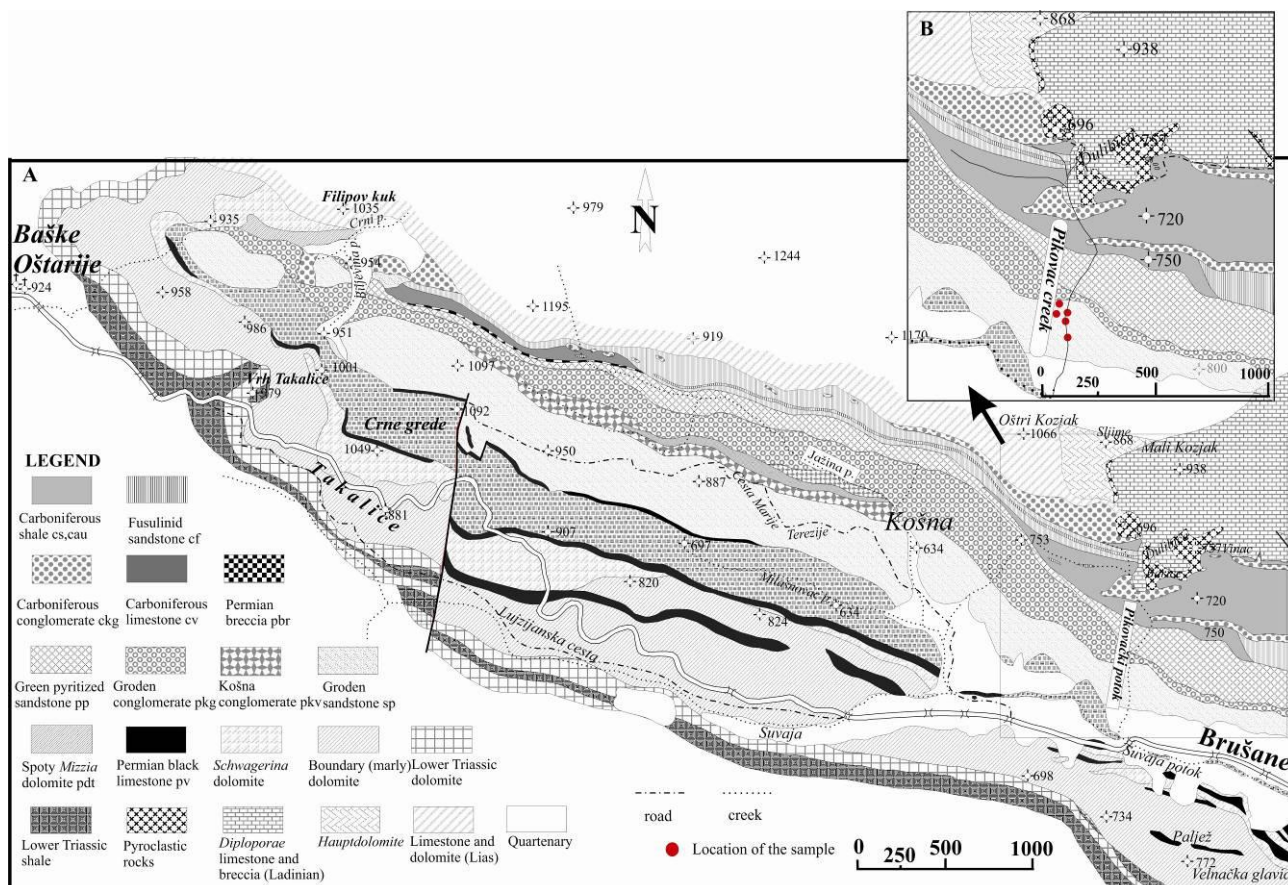 A
B
868
938
696
Dulibica
757
720
750
Pikovac creek
800
0
250
500
1000
N
Baške
Oštarije
924
935
Filipov kuk
1035
Crni p.
954
958
986
951
1001
Vrh Takalice
979
979
1244
1195
919
1170
1097
1092
Crne grede
1049
950
887
Jažina p.
Cesta Marije
Terezije
Košna
634
Oštri Kozjak
1066
Sljime
868
Mali Kozjak
938
753
696
Vinac
720
750
Pikovački potok
Takalice
881
907
697
634
820
824
Lujzijanska cesta
Suvaja
Suvaja potok
Brušane
698
734
Paljež
772
Velnačka glavica
LEGEND
Carboniferous
shale cs,cau
Fusulinid
sandstone cf
Carboniferous
conglomerate ckg
Carboniferous
limestone cv
Permian
breccia pbr
Green pyritized
sandstone pp
Groden
conglomerate pkg
Košna
conglomerate pkv
Groden
sandstone sp
Spoty Mizzia
dolomite pdt
Permian black
limestone pv
Schwagerina
dolomite
Boundary (marly)
dolomite
Lower Triassic
dolomite
Lower Triassic
shale
Pyroclastic
rocks
Diploporae
limestone and
breccia (Ladinian)
Hauptdolomite
Limestone and
dolomite (Lias)
Quartenary
road
creek
Location of the sample
0
250
500
1000